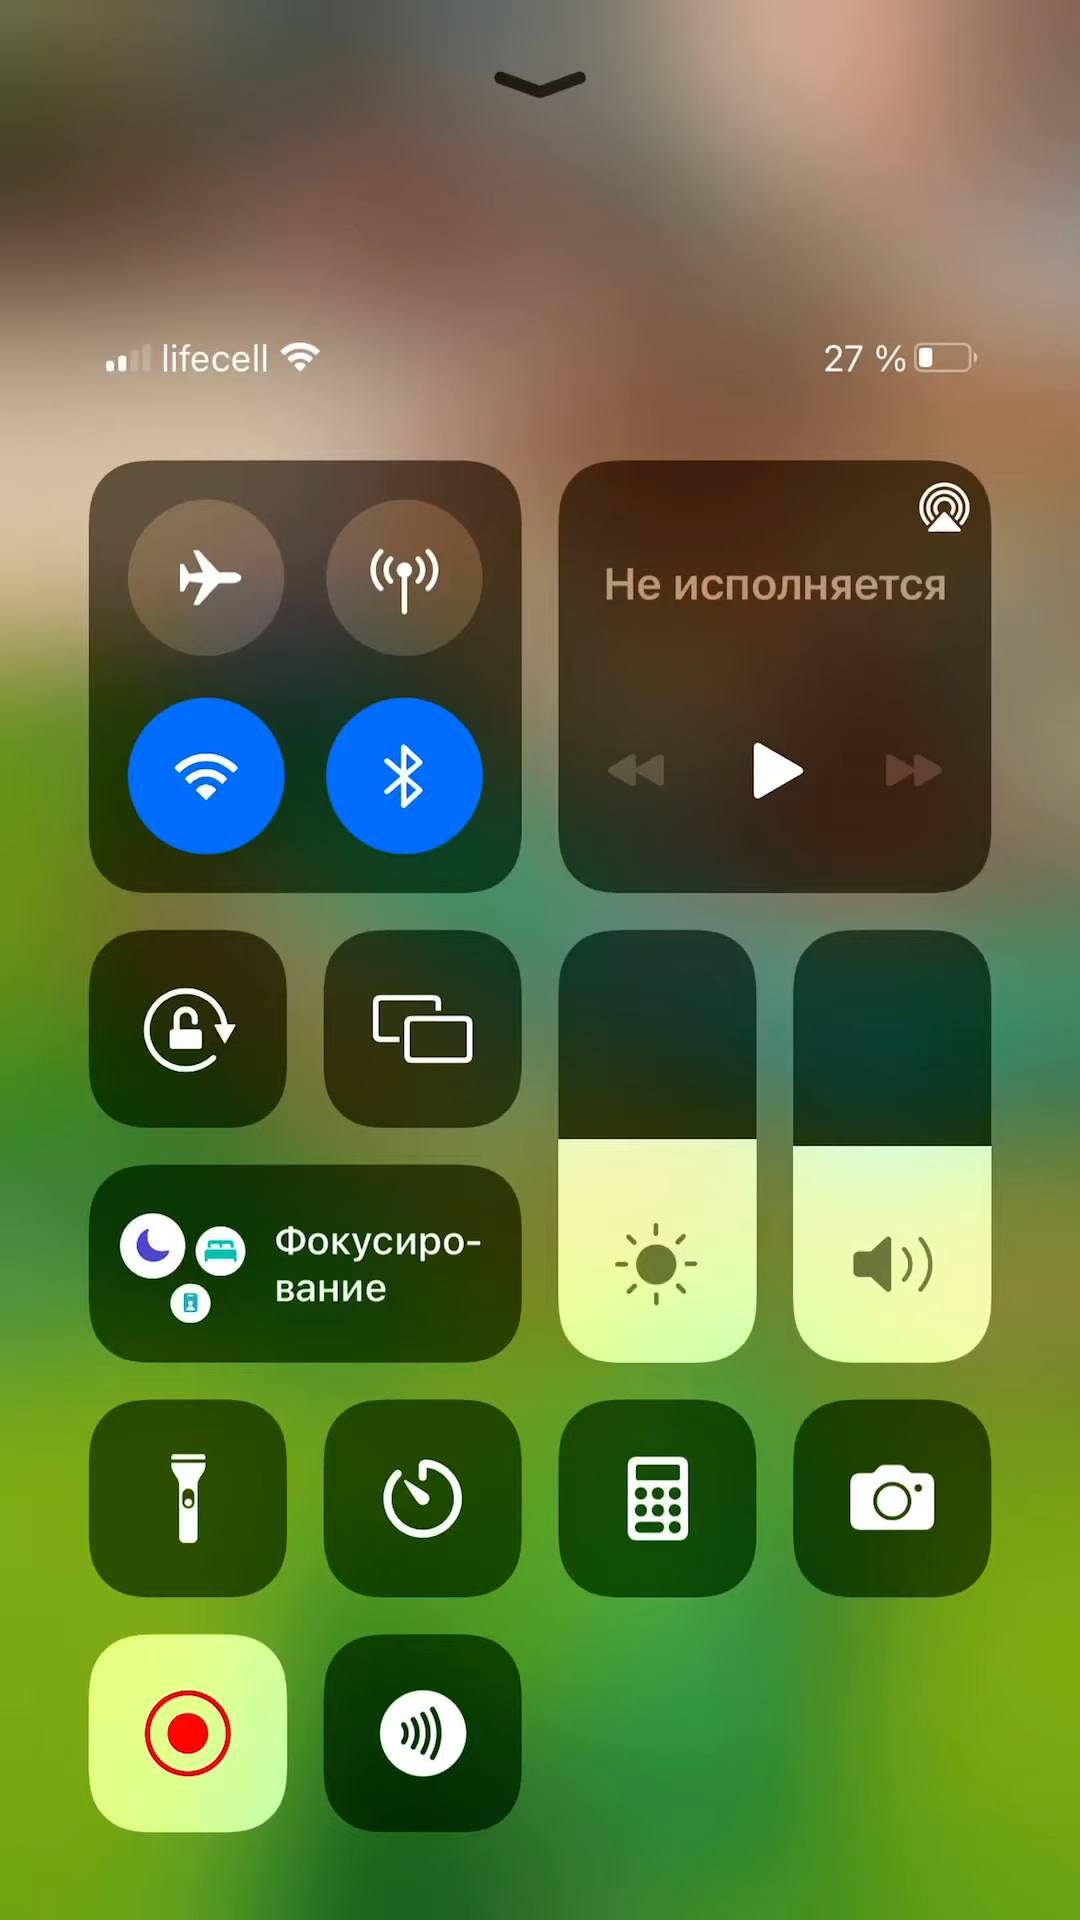 lifecell
27 %
Не исполняется
Фокусиро-
вание